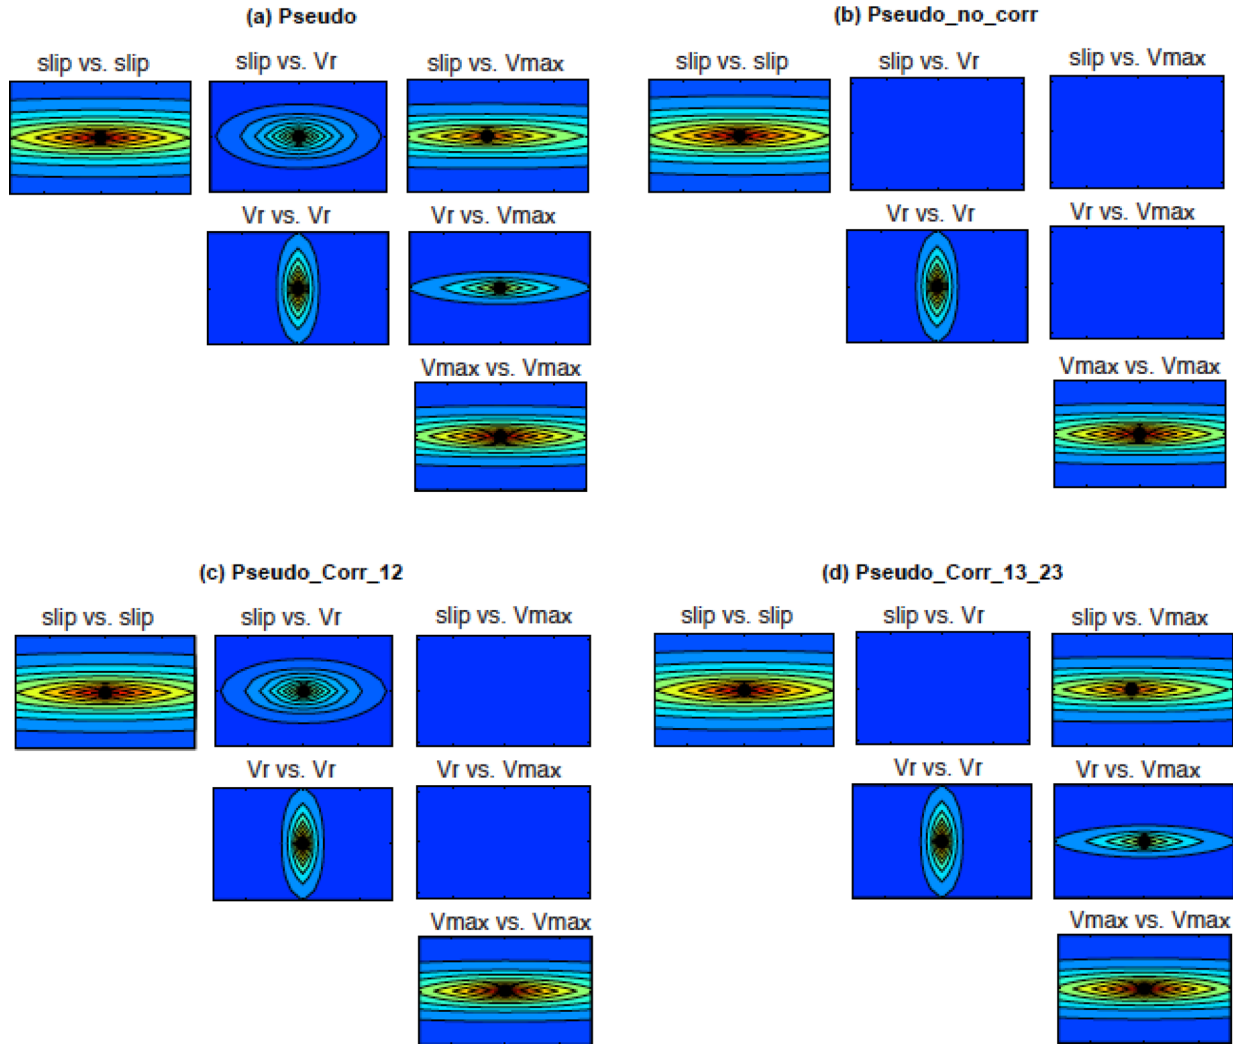 (a) Pseudo
slip vs. slip
slip vs. Vr
slip vs. Vmax
Vr vs. Vr
Vr vs. Vmax
Vmax vs. Vmax
(b) Pseudo_no_corr
slip vs. slip
slip vs. Vr
slip vs. Vmax
Vr vs. Vr
Vr vs. Vmax
Vmax vs. Vmax
(c) Pseudo_Corr_12
slip vs. slip
slip vs. Vr
slip vs. Vmax
Vr vs. Vr
Vr vs. Vmax
Vmax vs. Vmax
(d) Pseudo_Corr_13_23
slip vs. slip
slip vs. Vr
slip vs. Vmax
Vr vs. Vr
Vr vs. Vmax
Vmax vs. Vmax